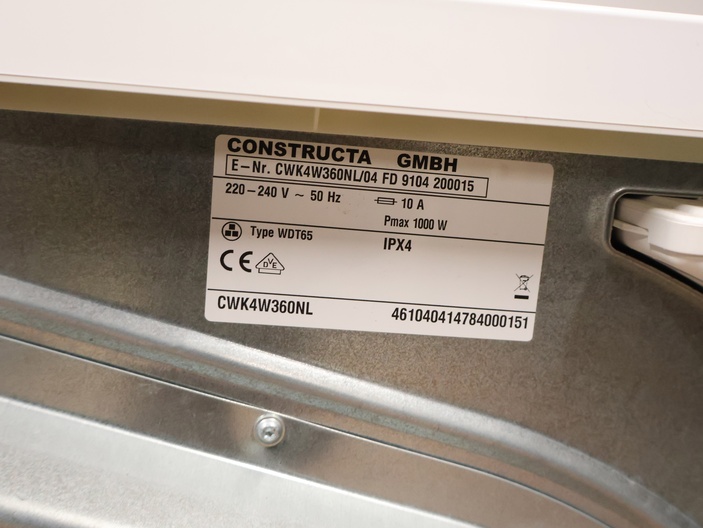 CONSTRUCTA GMBH
E-Nr. CWK4W360NL/04 FD 9104 200015
220-240 V ~ 50 Hz 10 A
Pmax 1000 W
Type WDT65 IPX4
CE VDE
CWK4W360NL 461040414784000151